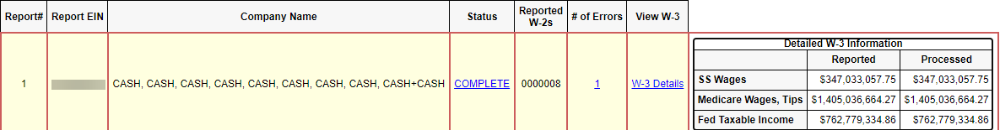 Report# Report EIN Company Name Status Reported W-2s # of Errors View W-3
Detailed W-3 Information
Reported Processed
1 CASH, CASH, CASH, CASH, CASH, CASH, CASH, CASH, CASH+CASH COMPLETE 0000008 1 W-3 Details
SS Wages $347,033,057.75 $347,033,057.75
Medicare Wages, Tips $1,405,036,664.27 $1,405,036,664.27
Fed Taxable Income $762,779,334.86 $762,779,334.86